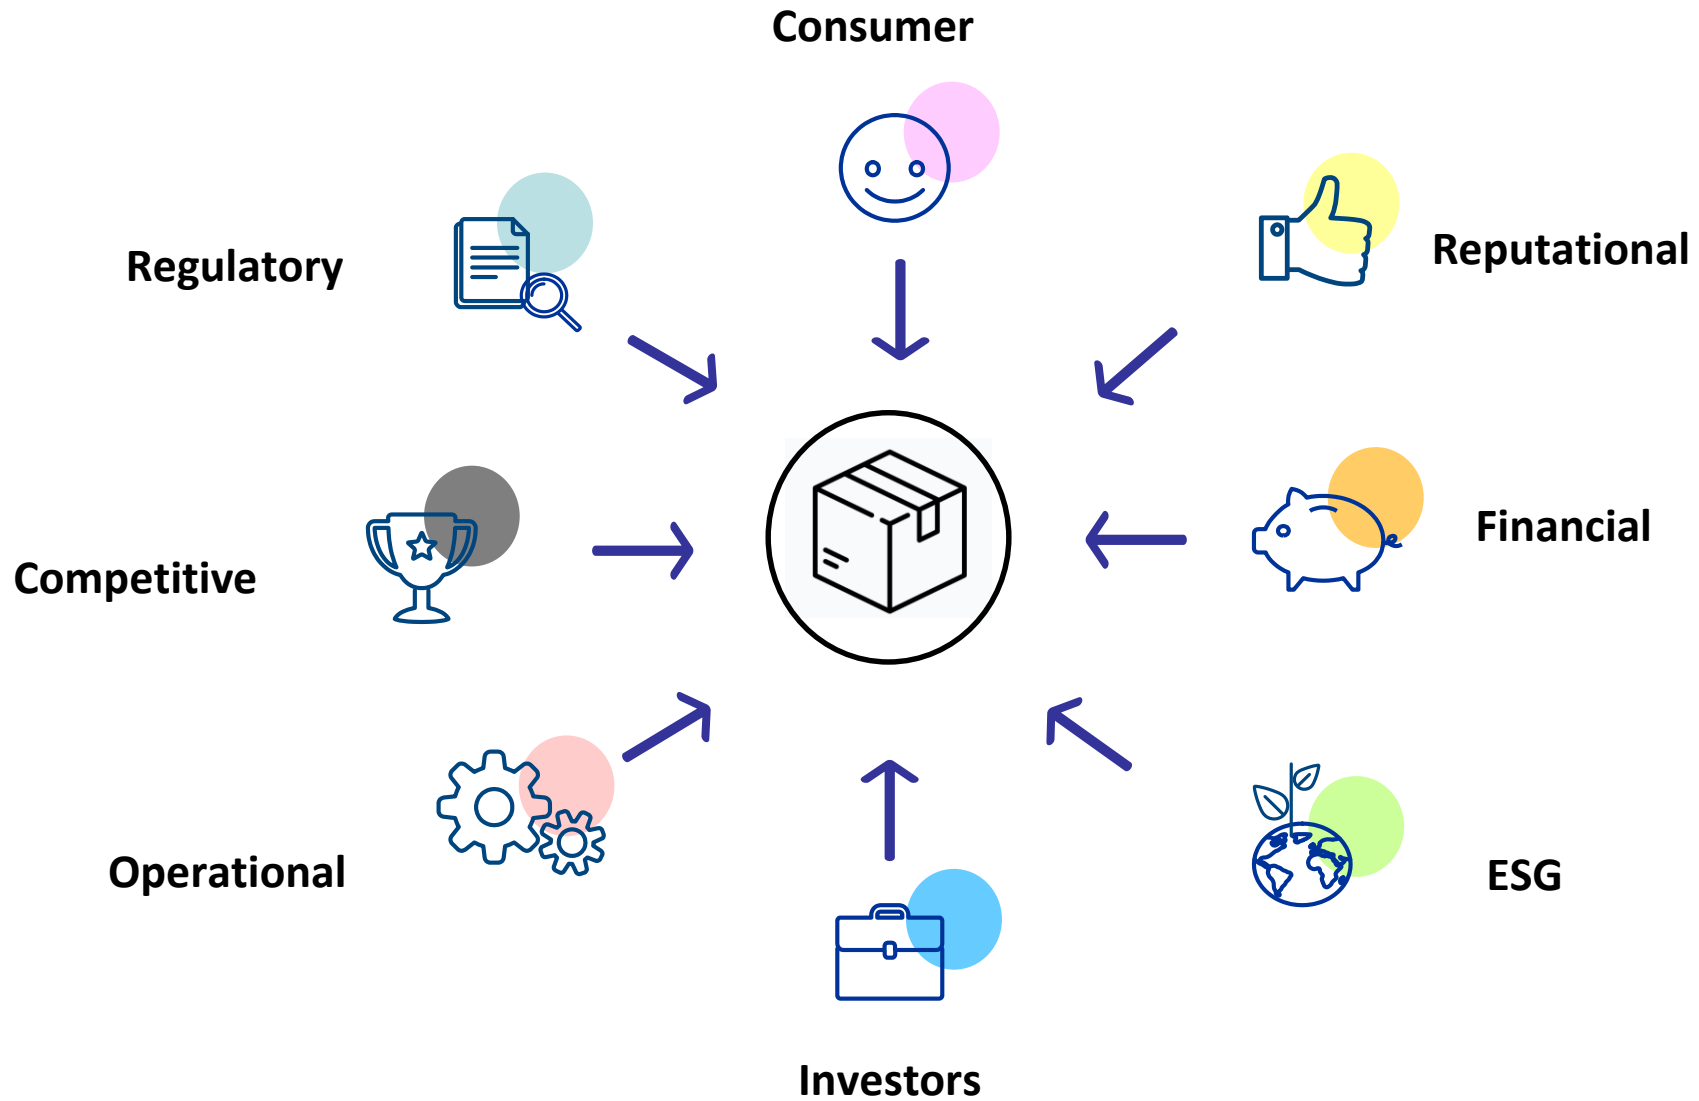 Consumer
Reputational
Regulatory
Financial
Competitive
Operational
ESG
Investors